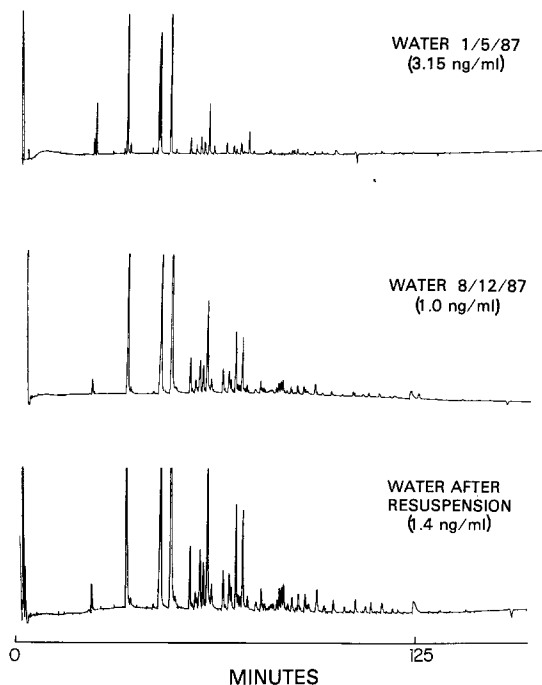 WATER 1/5/87
(3.15 ng/ml)
WATER 8/12/87
(1.0 ng/ml)
WATER AFTER
RESUSPENSION
(1.4 ng/ml)
0
125
MINUTES